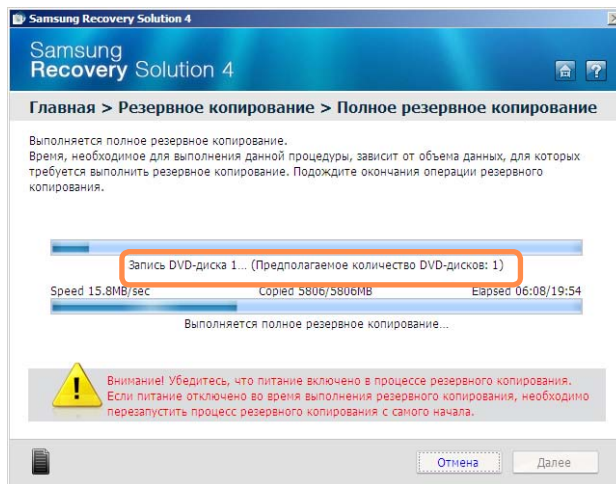 Samsung Recovery Solution 4
Samsung
Recovery Solution 4
Главная > Резервное копирование > Полное резервное копирование
Выполняется полное резервное копирование.
Время, необходимое для выполнения данной процедуры, зависит от объема данных, для которых
требуется выполнить резервное копирование. Подождите окончания операции резервного
копирования.
Запись DVD-диска 1... (Предполагаемое количество DVD-дисков: 1)
Speed 15.8MB/sec Copied 5806/5806MB Elapsed 06:08/19:54
Выполняется полное резервное копирование...
Внимание! Убедитесь, что питание включено в процессе резервного копирования.
Если питание отключено во время выполнения резервного копирования, необходимо
перезапустить процесс резервного копирования с самого начала.
Отмена Далее